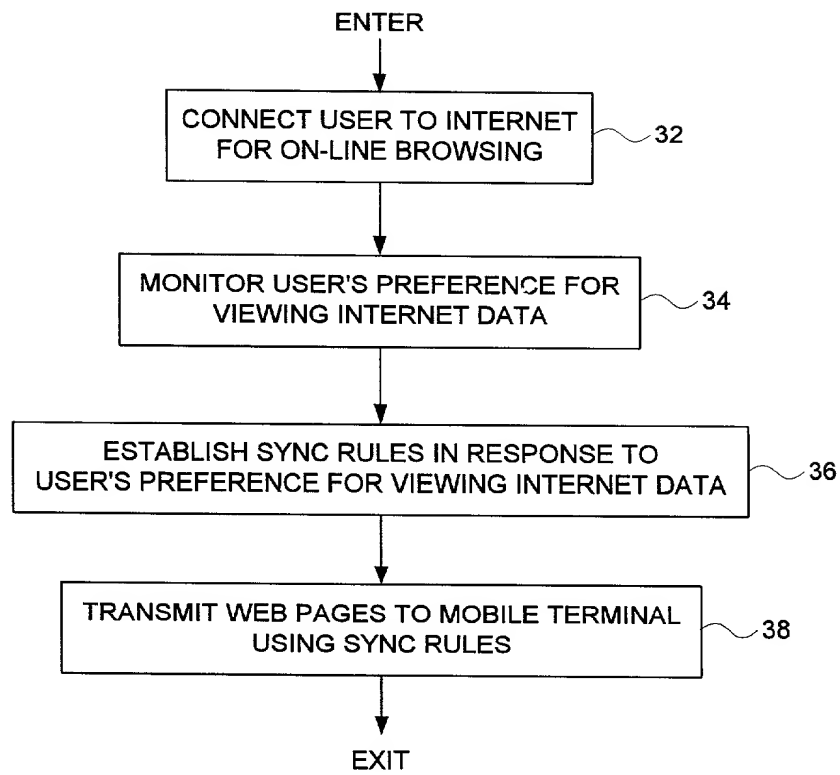 ENTER
CONNECT USER TO INTERNET
FOR ON-LINE BROWSING
32
MONITOR USER'S PREFERENCE FOR
VIEWING INTERNET DATA
34
ESTABLISH SYNC RULES IN RESPONSE TO
USER'S PREFERENCE FOR VIEWING INTERNET DATA
36
TRANSMIT WEB PAGES TO MOBILE TERMINAL
USING SYNC RULES
38
EXIT